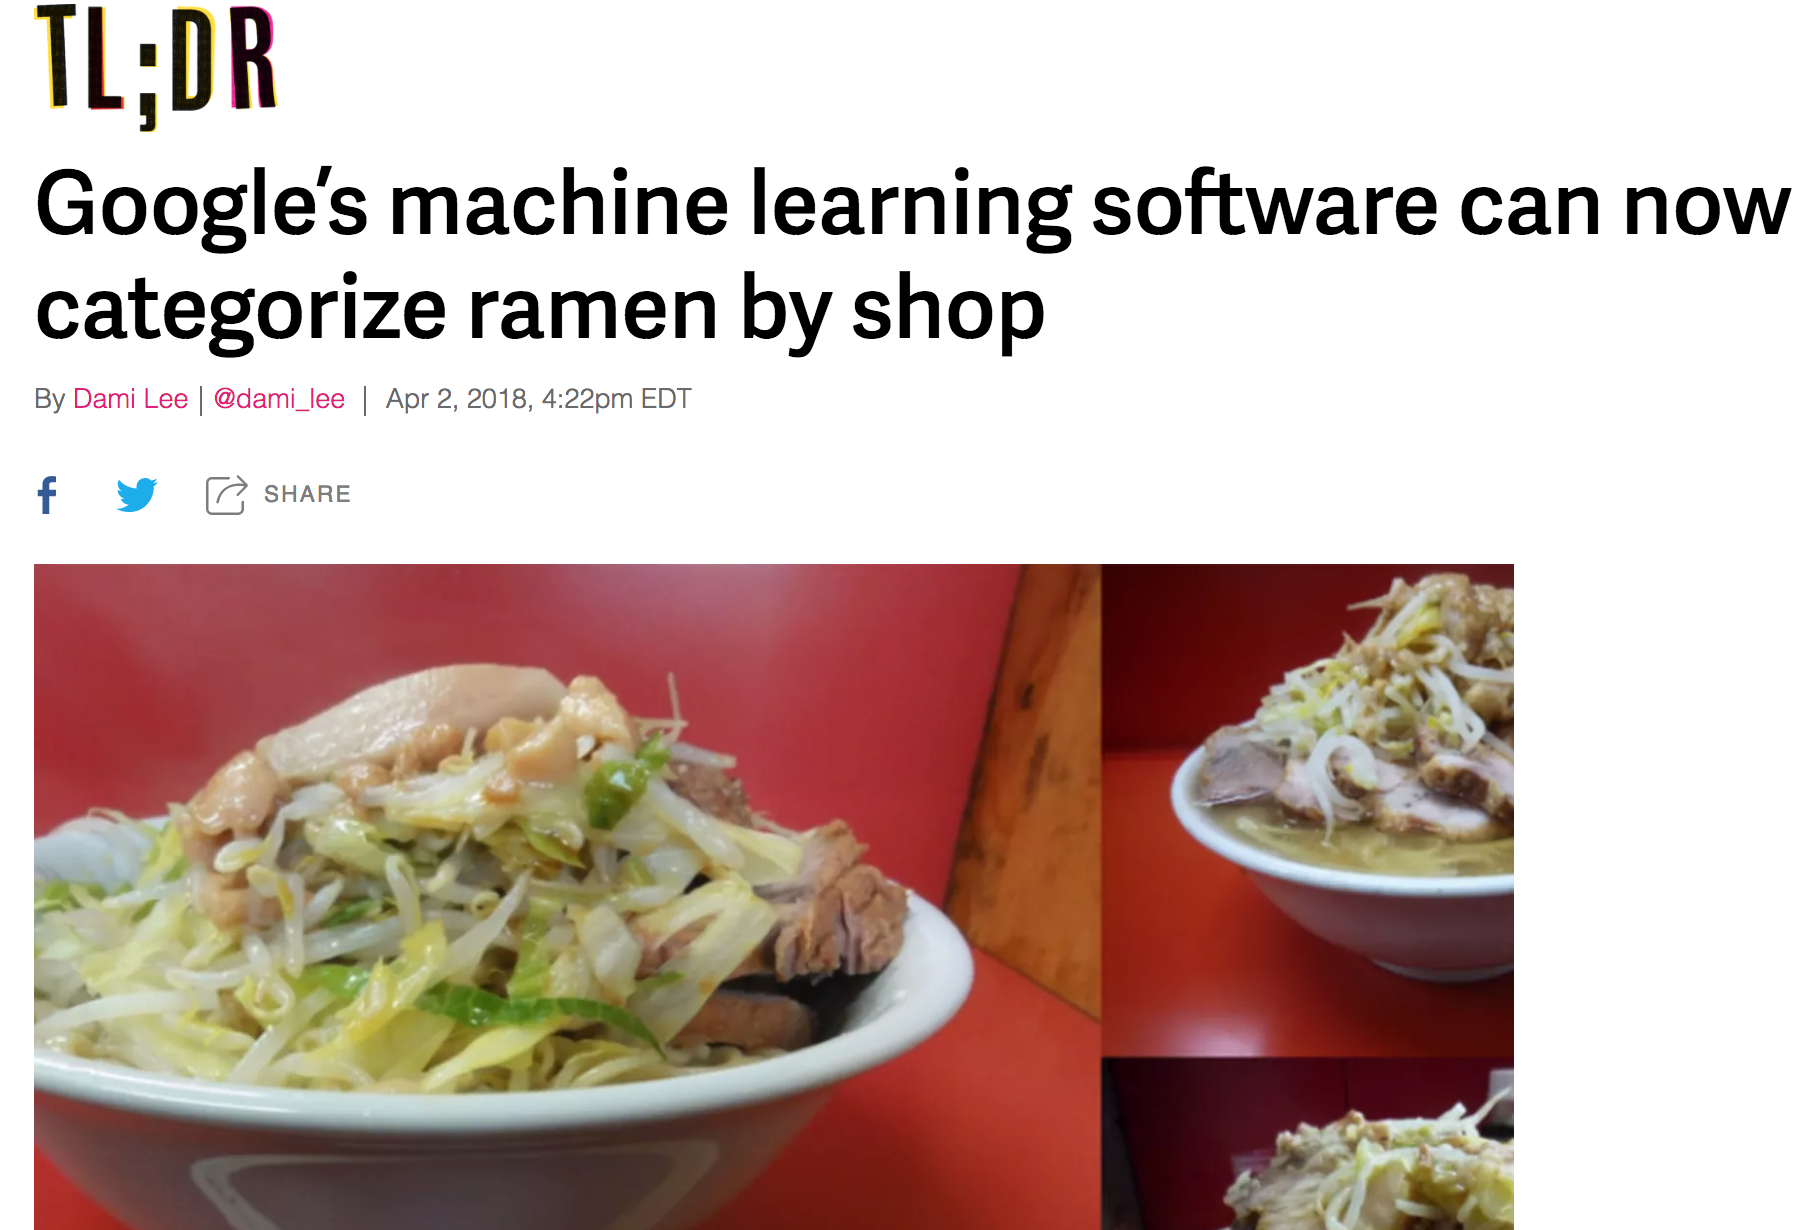 TL;DR
Google’s machine learning software can now
categorize ramen by shop
By Dami Lee | @dami_lee | Apr 2, 2018, 4:22pm EDT
SHARE